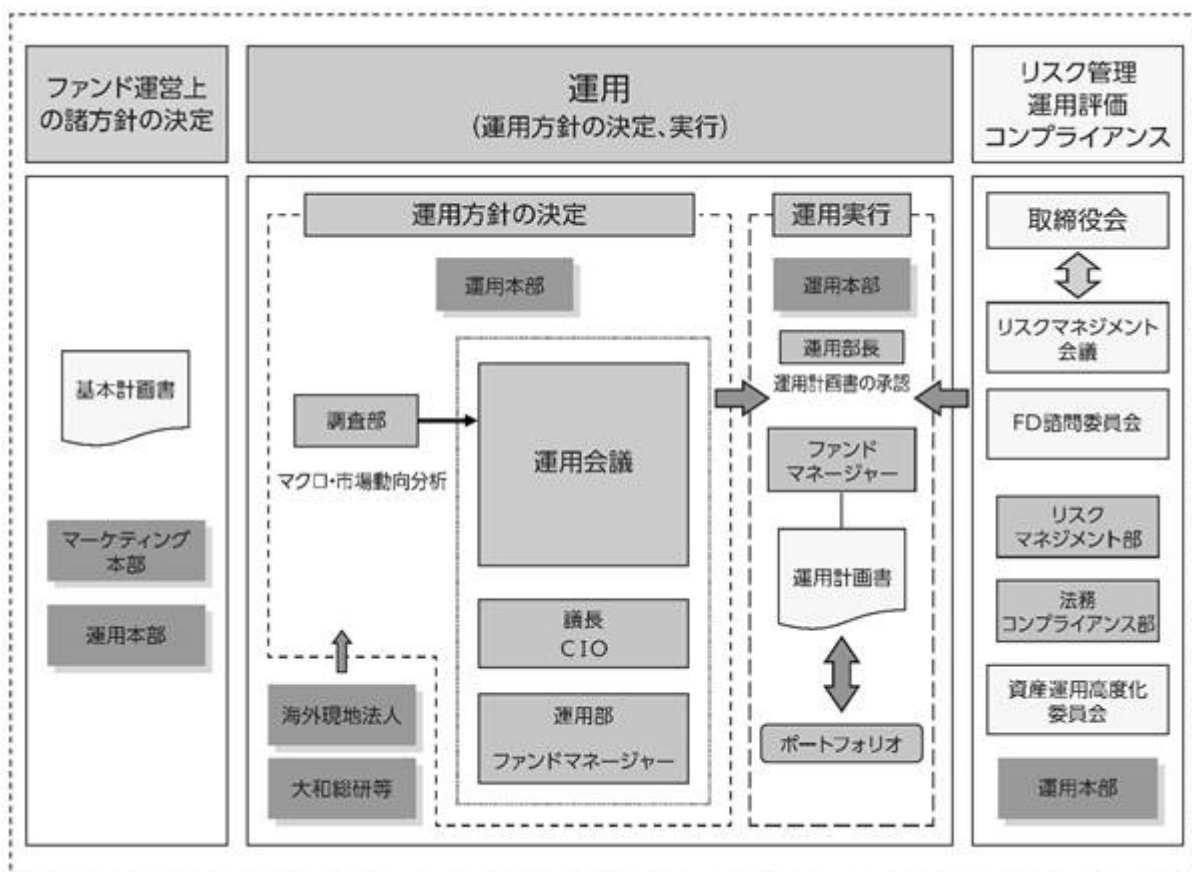 ファンド運営上
の諸方針の決定
運用
(運用方針の決定、実行)
リスク管理
運用評価
コンプライアンス
基本計画書
マーケティング
本部
運用本部
運用方針の決定
運用本部
調査部
マクロ・市場動向分析
運用会議
議長
CIO
運用部
ファンドマネージャー
海外現地法人
大和総研等
運用実行
運用本部
運用部長
運用計画書の承認
ファンド
マネージャー
運用計画書
ポートフォリオ
取締役会
リスクマネジメント
会議
FD諮問委員会
リスク
マネジメント部
法務
コンプライアンス部
資産運用高度化
委員会
運用本部